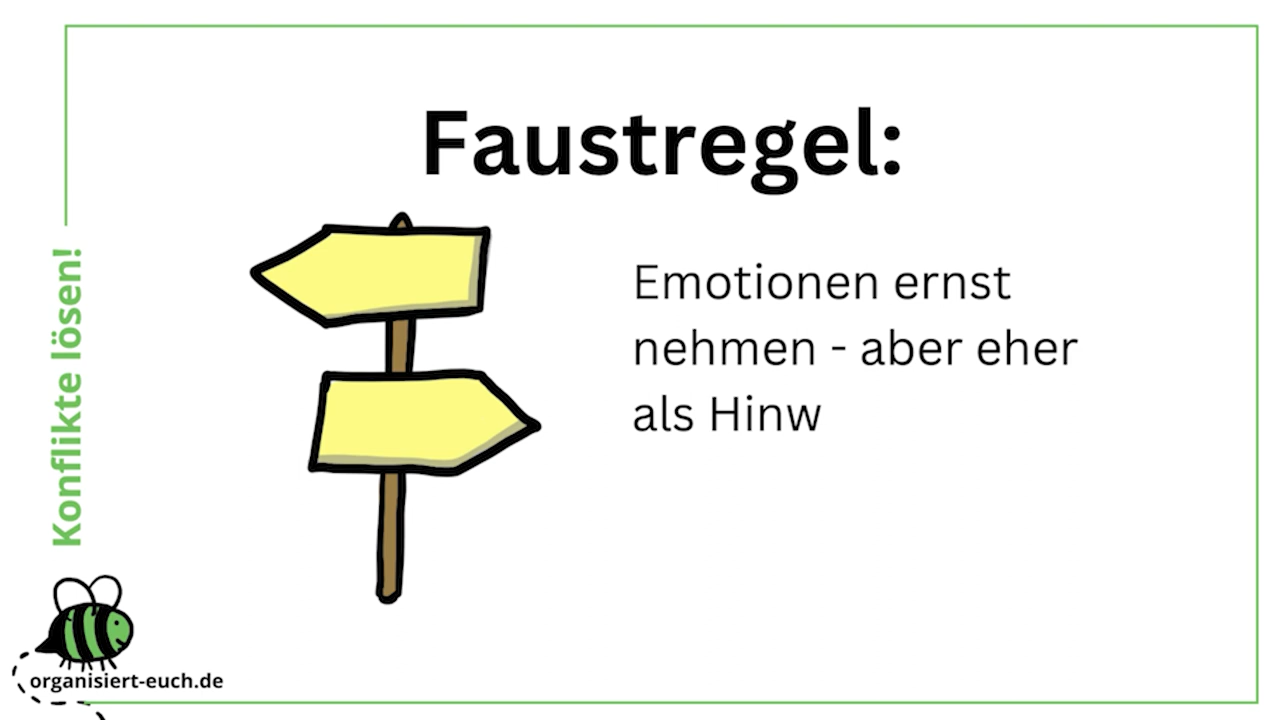 Faustregel:
Emotionen ernst
nehmen - aber eher
als Hinw
Konflikte lösen!
organisiert-euch.de